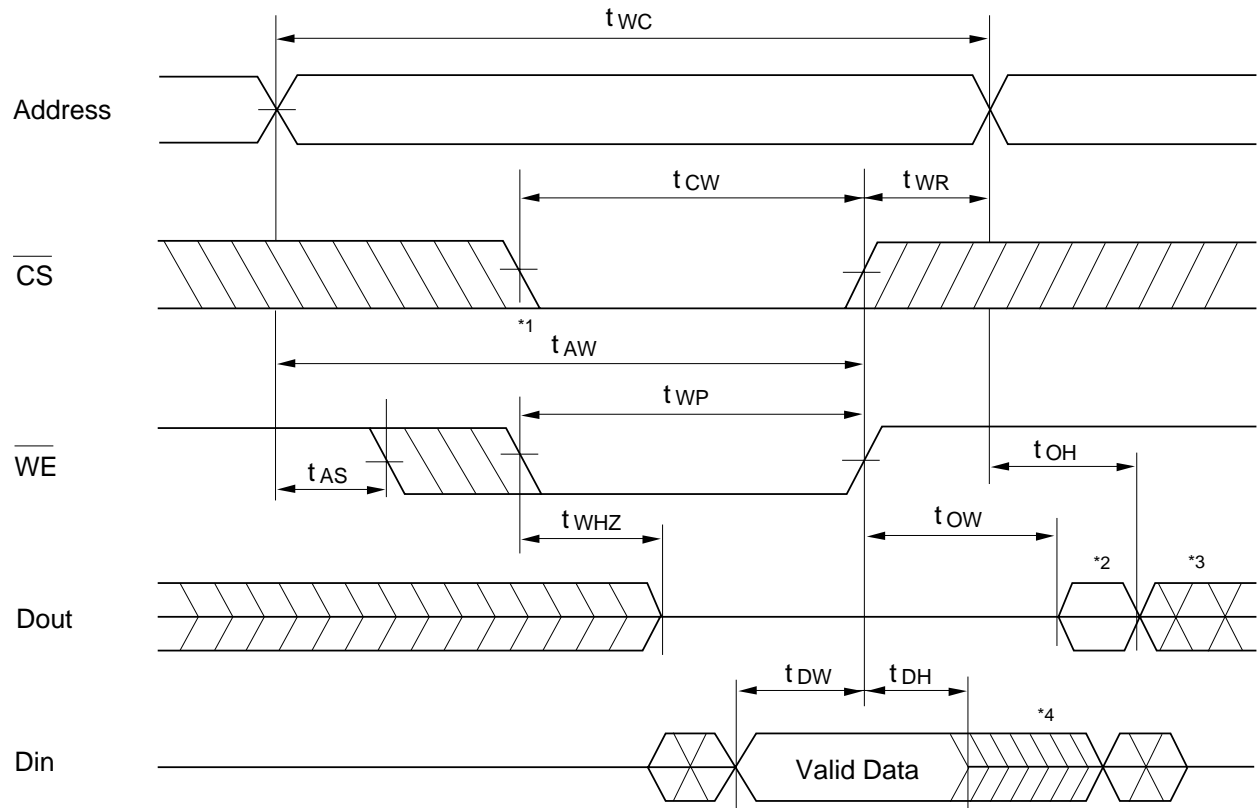 t WC
Address
t CW
t WR
CS
*1
t AW
t WP
WE
t AS
t OH
t WHZ
t OW
*2
*3
Dout
t DW
t DH
*4
Din
Valid Data